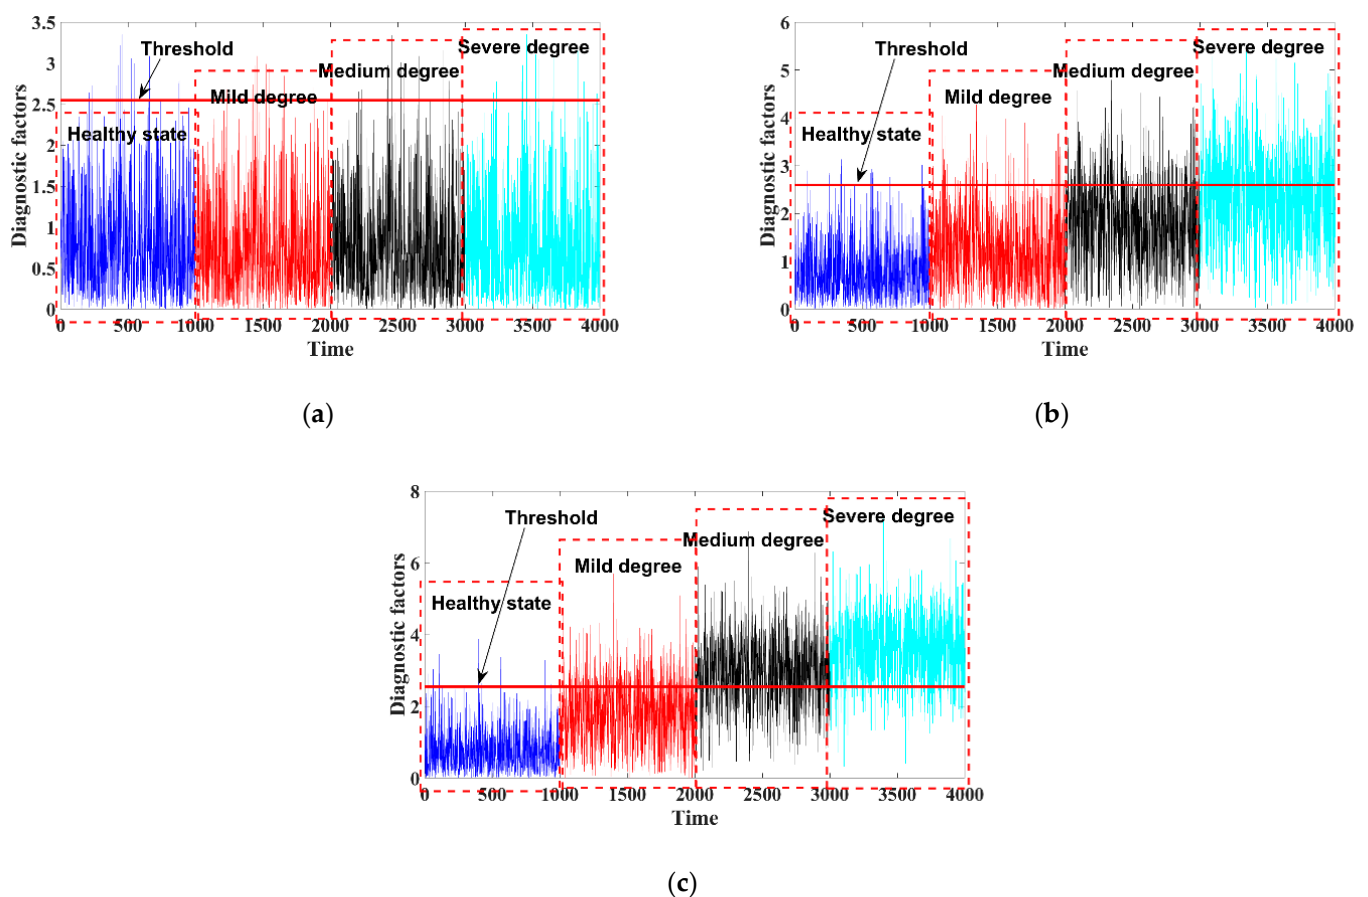 3.5
3
2.5
2
1.5
1
0.5
0
Diagnostic factors
Threshold
Severe degree
Medium degree
Mild degree
Healthy state
0 500 1000 1500 2000 2500 3000 3500 4000
Time
(a)
6
5
4
3
2
1
0
Diagnostic factors
Threshold
Severe degree
Medium degree
Mild degree
Healthy state
0 500 1000 1500 2000 2500 3000 3500 4000
Time
(b)
8
6
4
2
0
Diagnostic factors
Threshold
Severe degree
Medium degree
Mild degree
Healthy state
0 500 1000 1500 2000 2500 3000 3500 4000
Time
(c)